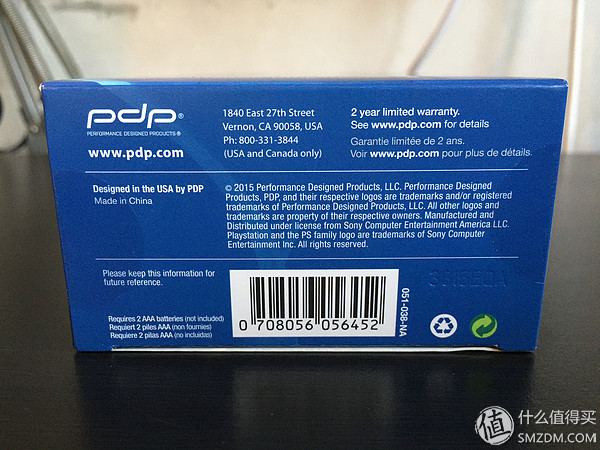 pdp®
PERFORMANCE DESIGNED PRODUCTS®
www.pdp.com
1840 East 27th Street
Vernon, CA 90058, USA
Ph: 800-331-3844
(USA and Canada only)
2 year limited warranty.
See www.pdp.com for details
Garantie limitée de 2 ans.
Voir www.pdp.com pour plus de détails.
Designed in the USA by PDP
Made in China
© 2015 Performance Designed Products, LLC. Performance Designed
Products, PDP, and their respective logos are trademarks and/or registered
trademarks of Performance Designed Products, LLC. All other logos and
trademarks are property of their respective owners. Manufactured and
Distributed under license from Sony Computer Entertainment America LLC.
Playstation and the PS family logo are trademarks of Sony Computer
Entertainment Inc. All rights reserved.
Please keep this information for
future reference.
Requires 2 AAA batteries (not included)
Requiert 2 piles AAA (non fournies)
Requiere 2 pilas AAA (no incluidas)
0 708056 056452
051-038-NA
值 什么值得买
SMZDM.COM